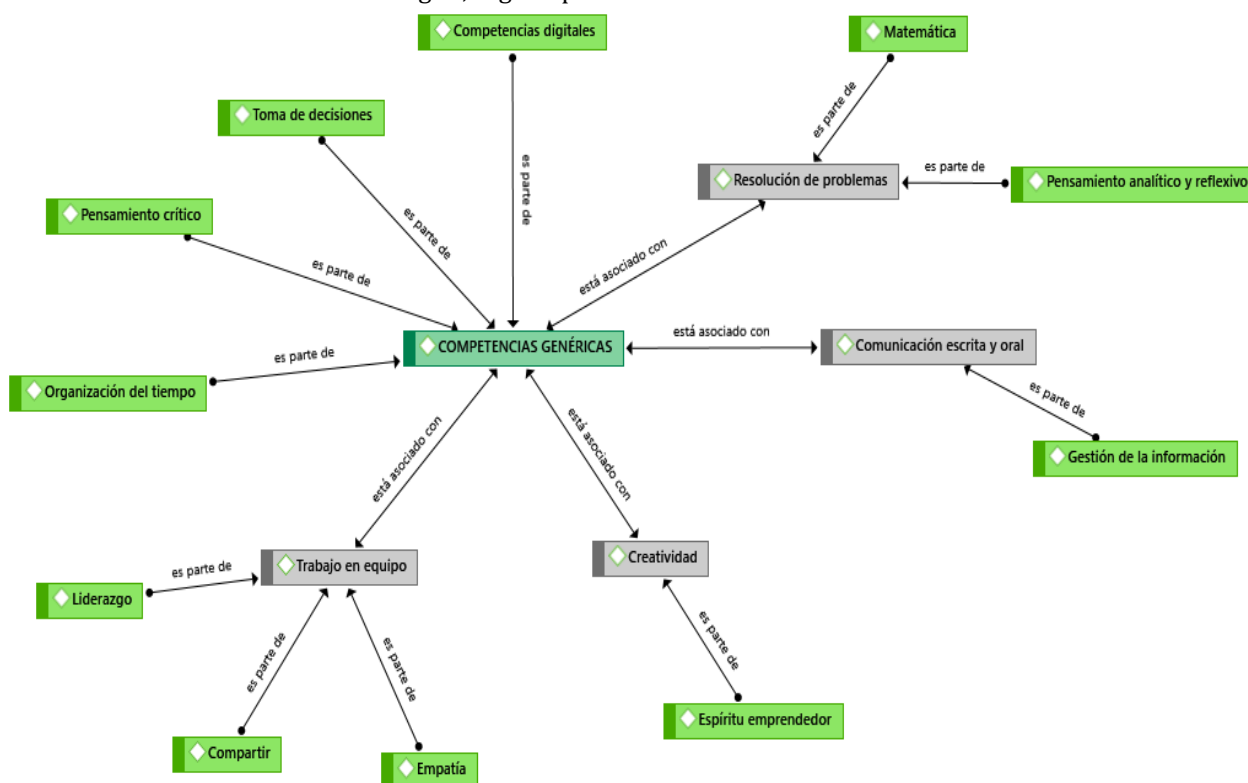 Competencias digitales
Matemática
Toma de decisiones
es parte de
es parte de
Resolución de problemas
es parte de
Pensamiento analítico y reflexivo
Pensamiento crítico
es parte de
es parte de
está asociado con
COMPETENCIAS GENÉRICAS
está asociado con
Comunicación escrita y oral
es parte de
Organización del tiempo
es parte de
Gestión de la información
está asociado con
está asociado con
Trabajo en equipo
Creatividad
es parte de
Liderazgo
es parte de
es parte de
es parte de
Espíritu emprendedor
Compartir
Empatía